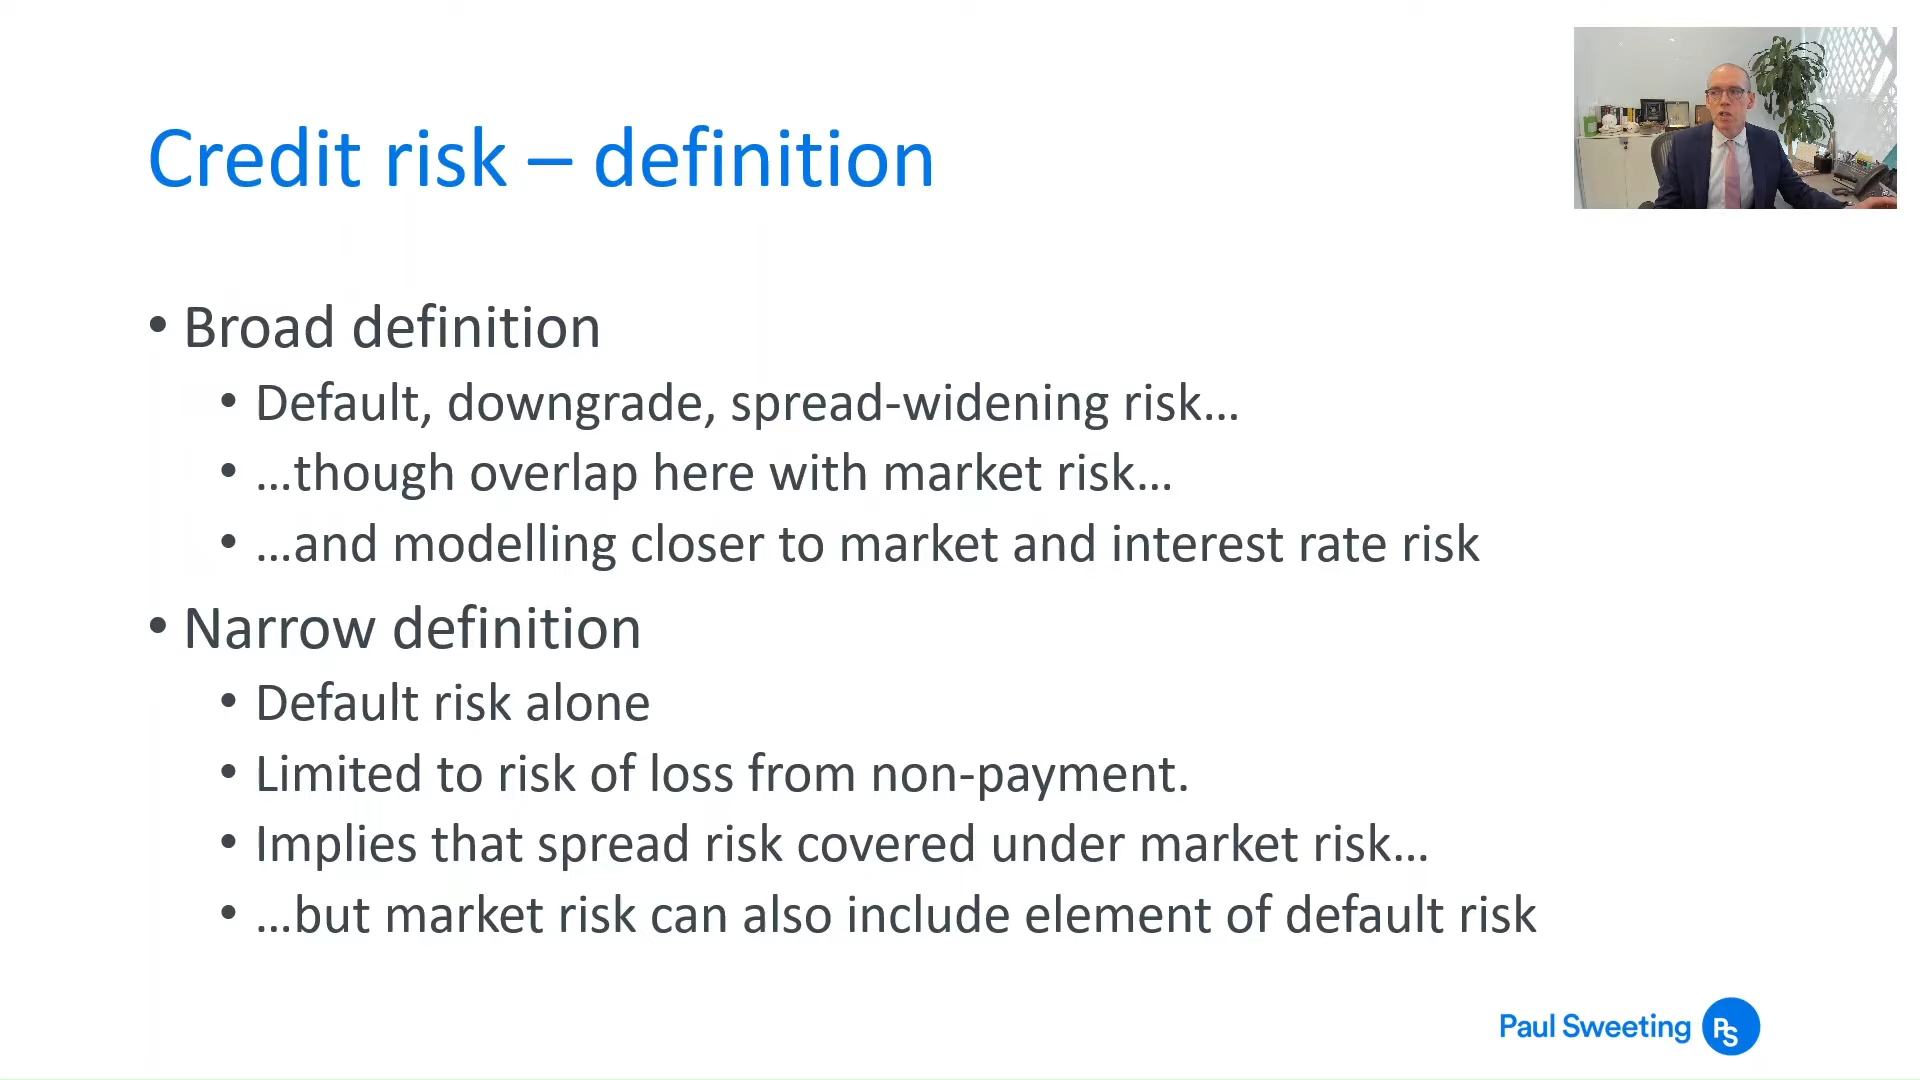 Credit risk – definition
• Broad definition
• Default, downgrade, spread-widening risk…
• …though overlap here with market risk…
• …and modelling closer to market and interest rate risk
• Narrow definition
• Default risk alone
• Limited to risk of loss from non-payment.
• Implies that spread risk covered under market risk…
• …but market risk can also include element of default risk
Paul Sweeting PS